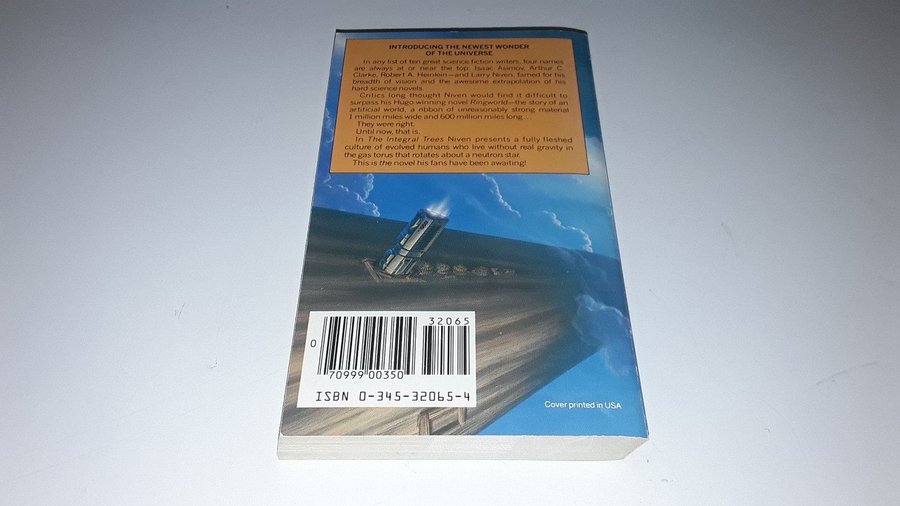 INTRODUCING THE NEWEST WONDER
OF THE UNIVERSE
In any list of ten great science fiction writers, four names
are always at or near the top: Isaac Asimov, Arthur C.
Clarke, Robert A. Heinlein—and Larry Niven, famed for his
breadth of vision and the awesome extrapolation of his
hard science novels.
Critics long thought Niven would find it difficult to
surpass his Hugo winning novel Ringworld—the story of an
artificial world, a ribbon of unreasonably strong material
1 million miles wide and 600 million miles long...
They were right.
Until now, that is.
In The Integral Trees Niven presents a fully fleshed
culture of evolved humans who live without real gravity in
the gas torus that rotates about a neutron star.
This is the novel his fans have been awaiting!
32065
0
70999 00350
ISBN 0-345-32065-4
Cover printed in USA